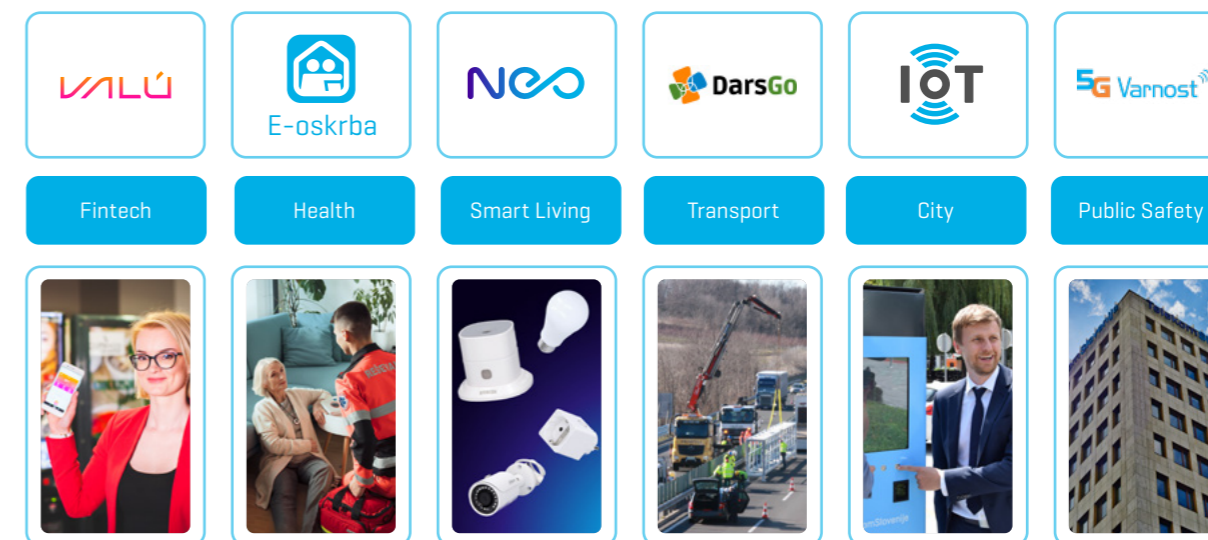 VALÚ
E-oskrba
Neo
DarsGo
IoT
5G Varnost
Fintech
Health
Smart Living
Transport
City
Public Safety